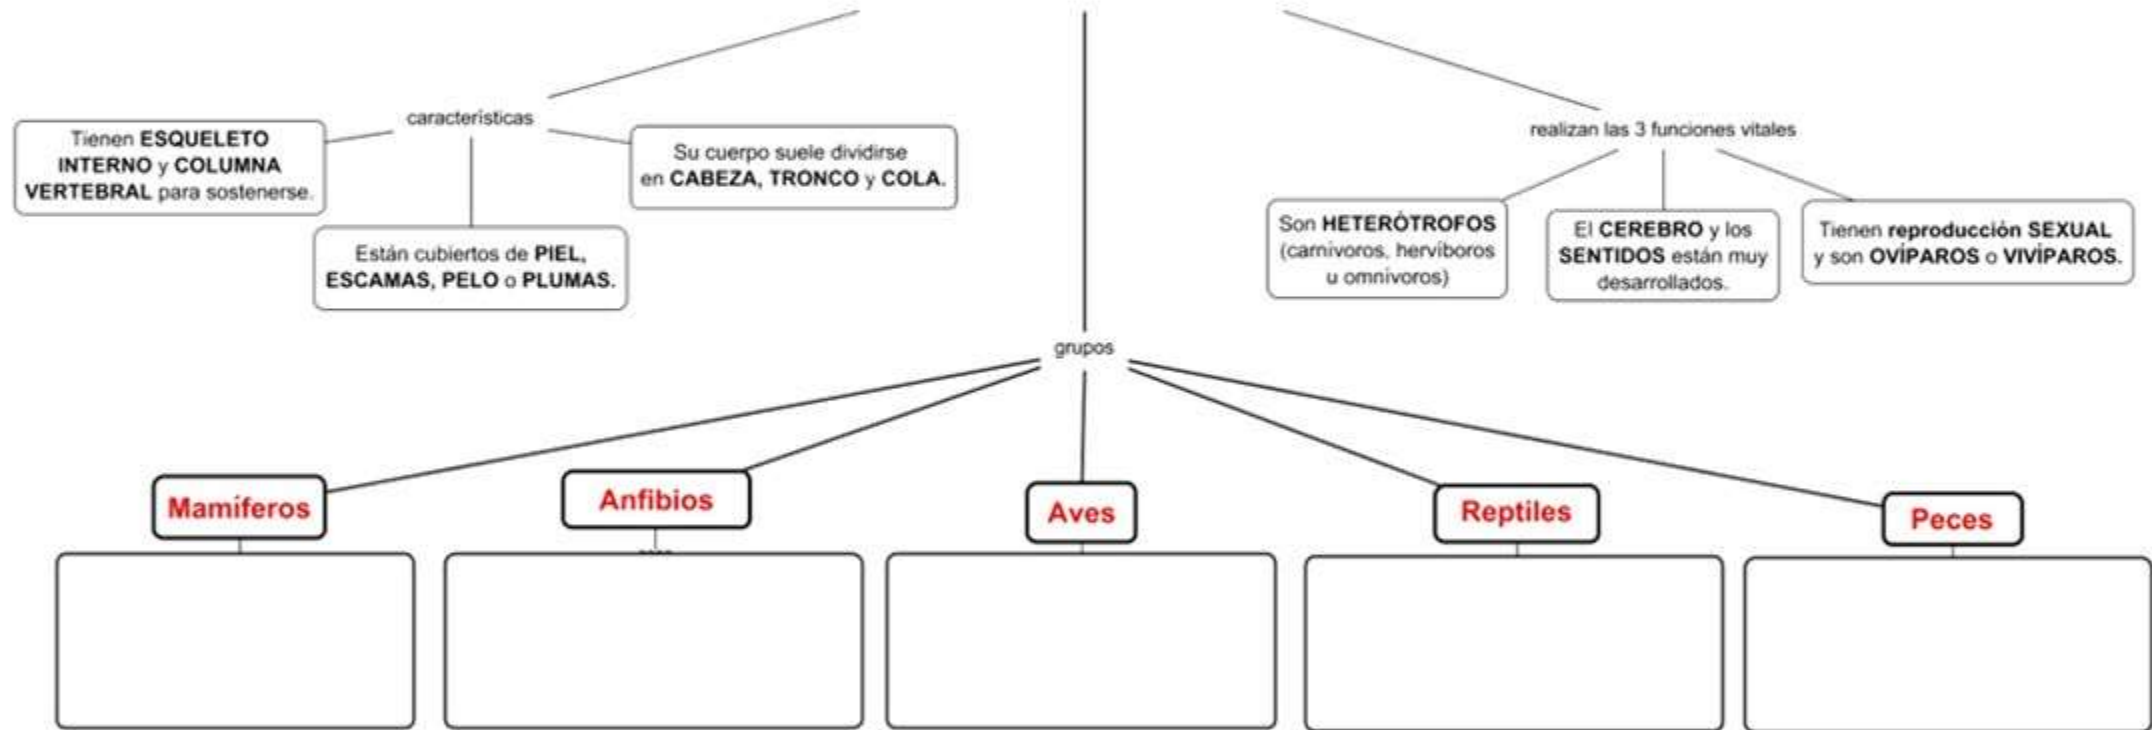 características
Tienen ESQUELETO
INTERNO y COLUMNA
VERTEBRAL para sostenerse.
Su cuerpo suele dividirse
en CABEZA, TRONCO y COLA.
Están cubiertos de PIEL,
ESCAMAS, PELO o PLUMAS.
realizan las 3 funciones vitales
Son HETERÓTROFOS
(carnívoros, hervíboros
u omnívoros)
El CEREBRO y los
SENTIDOS están muy
desarrollados.
Tienen reproducción SEXUAL
y son OVÍPAROS o VIVÍPAROS.
grupos
Mamíferos
Anfibios
Aves
Reptiles
Peces